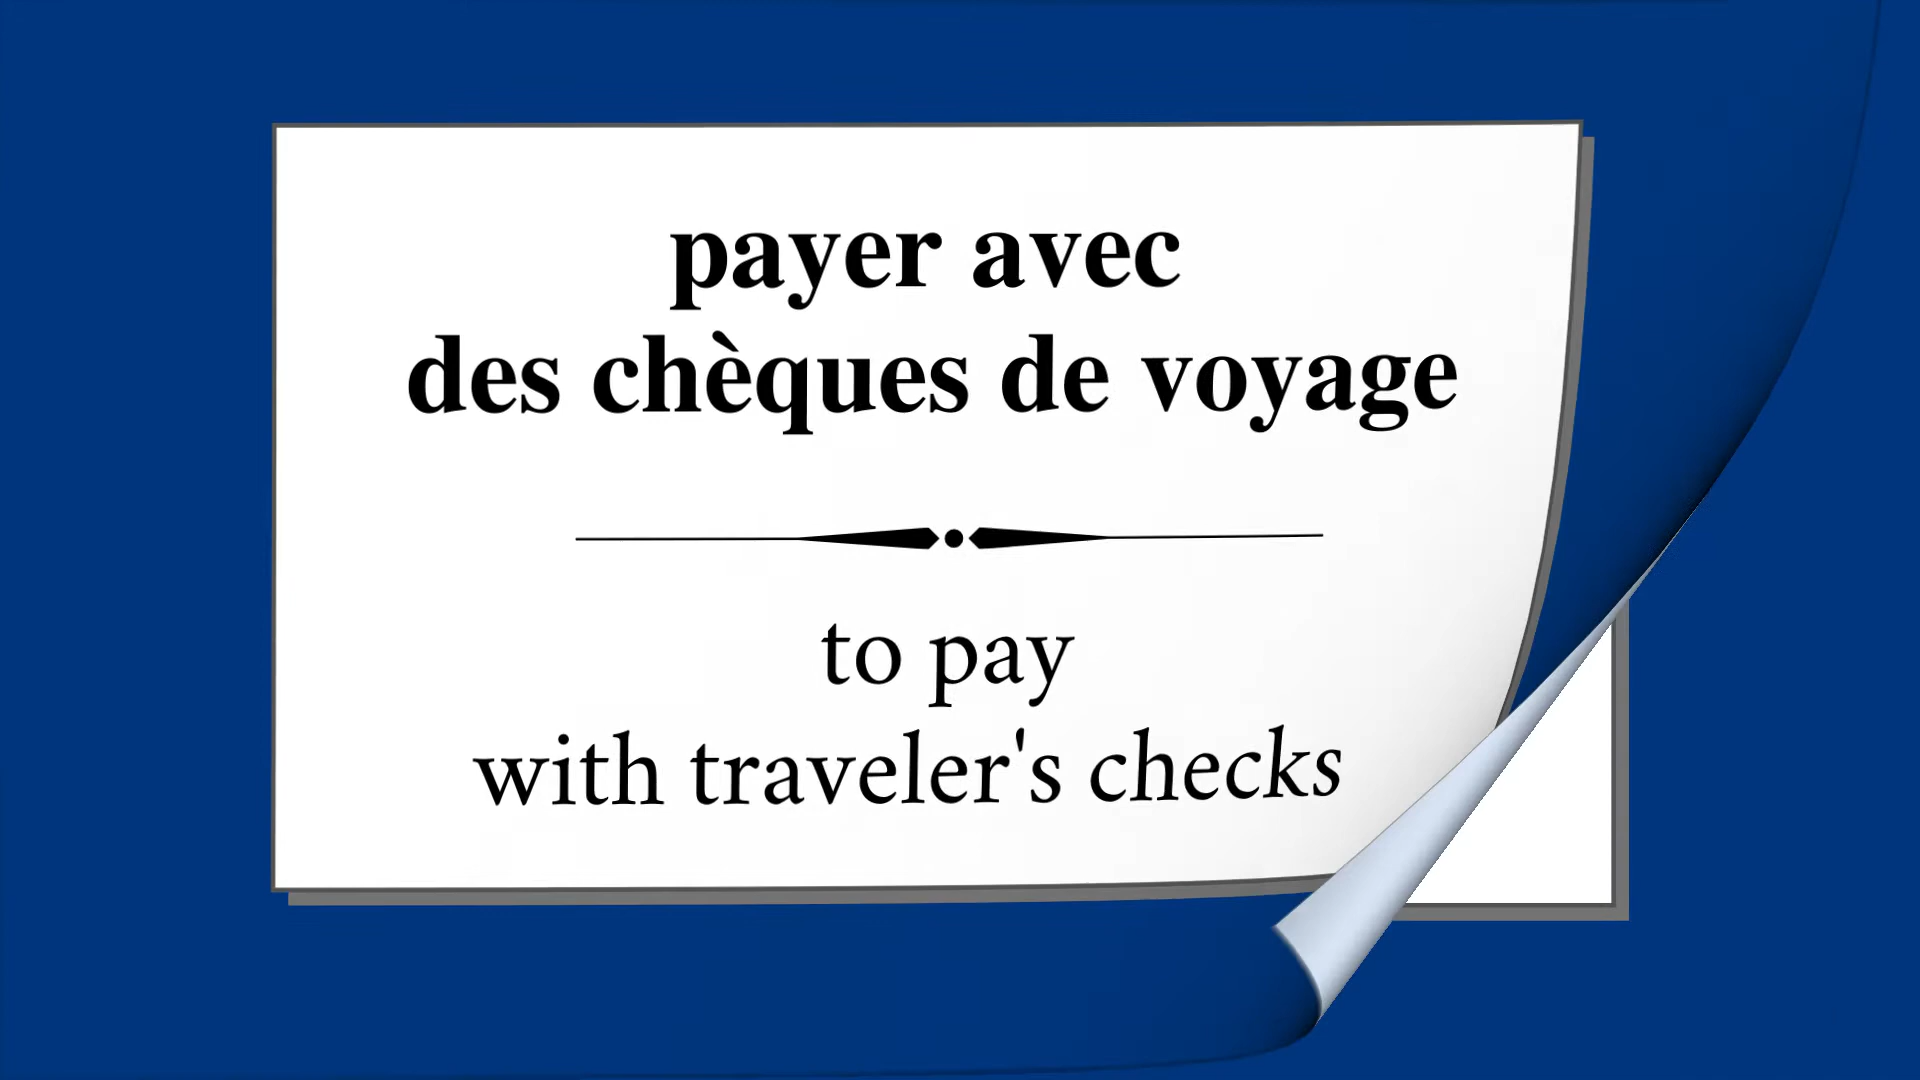 payer avec
des chèques de voyage
to pay
with traveler's checks